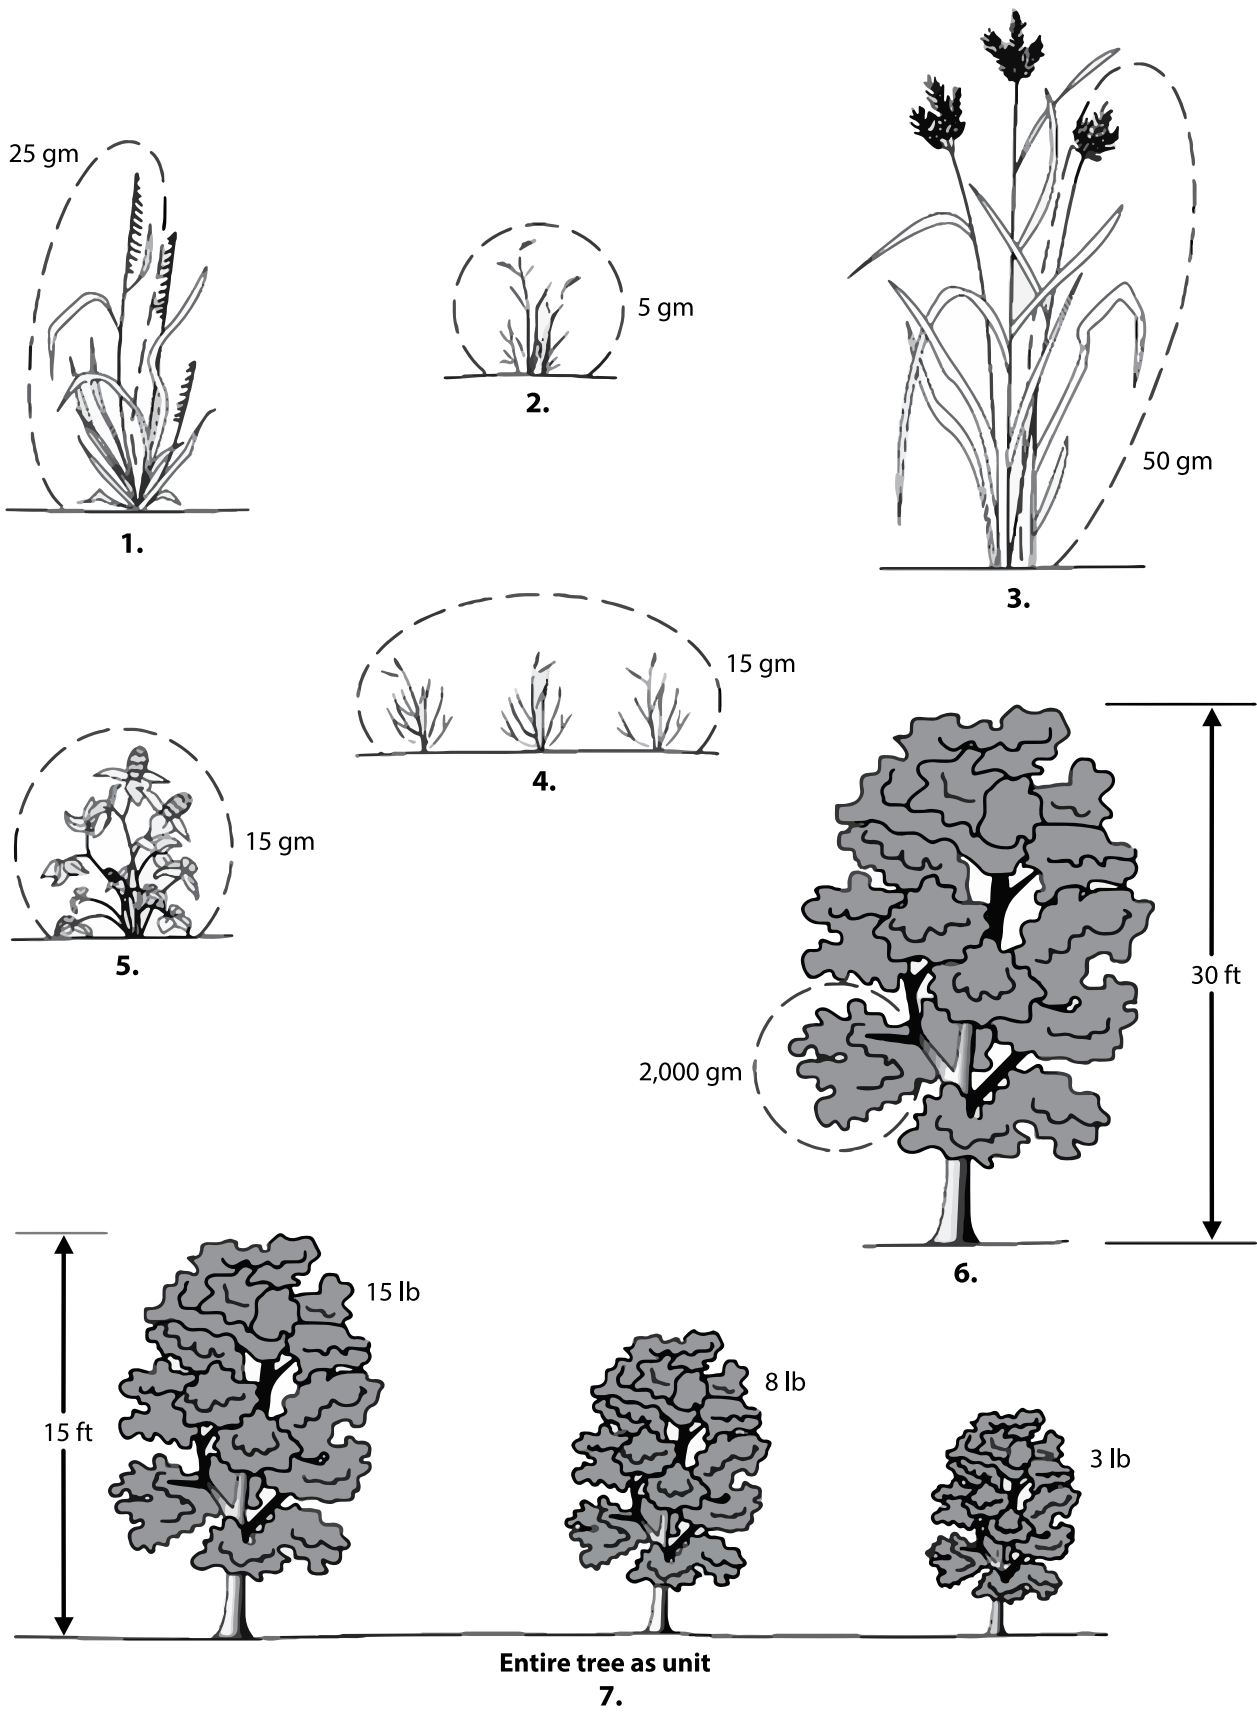 25 gm
1.
5 gm
2.
50 gm
3.
15 gm
4.
15 gm
5.
2,000 gm
30 ft
6.
15 ft
15 lb
8 lb
3 lb
Entire tree as unit
7.